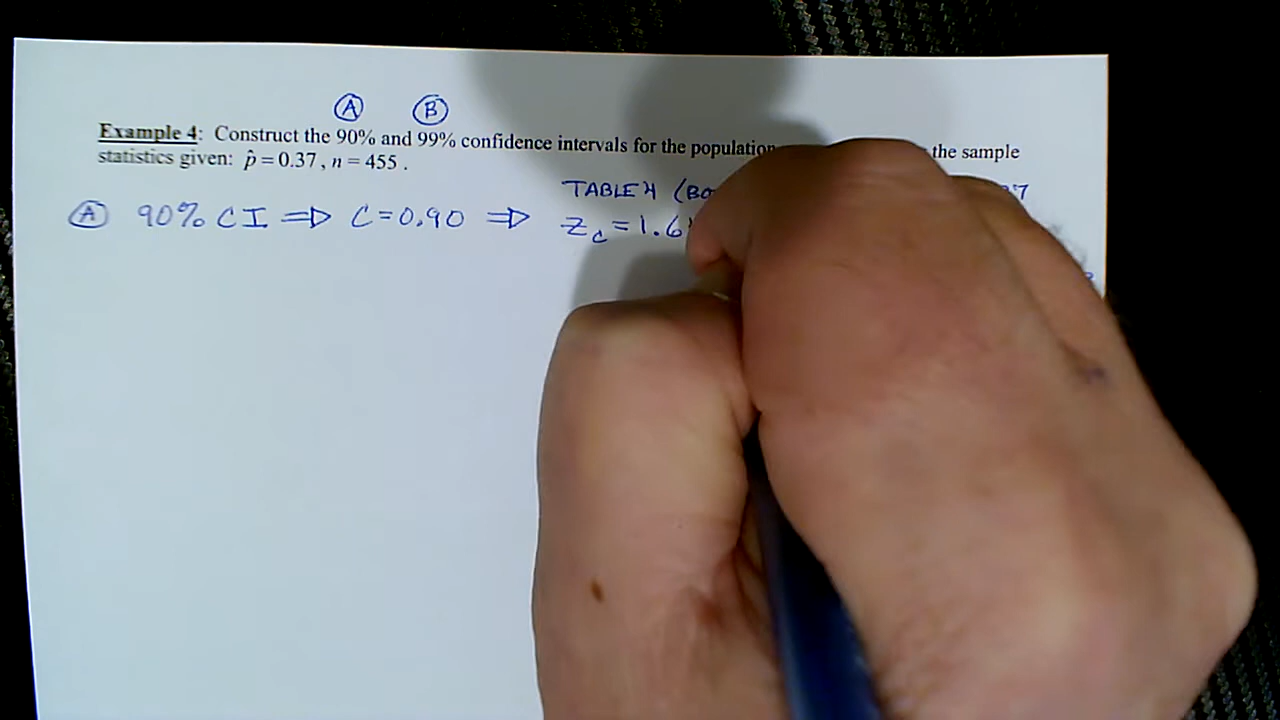 Ⓐ Ⓑ
Example 4: Construct the 90% and 99% confidence intervals for the population the sample
statistics given: p̂ = 0.37, n = 455.
TABLE 4 (BO
Ⓐ 90% CI ⇒ C=0.90 ⇒ z_c = 1.6